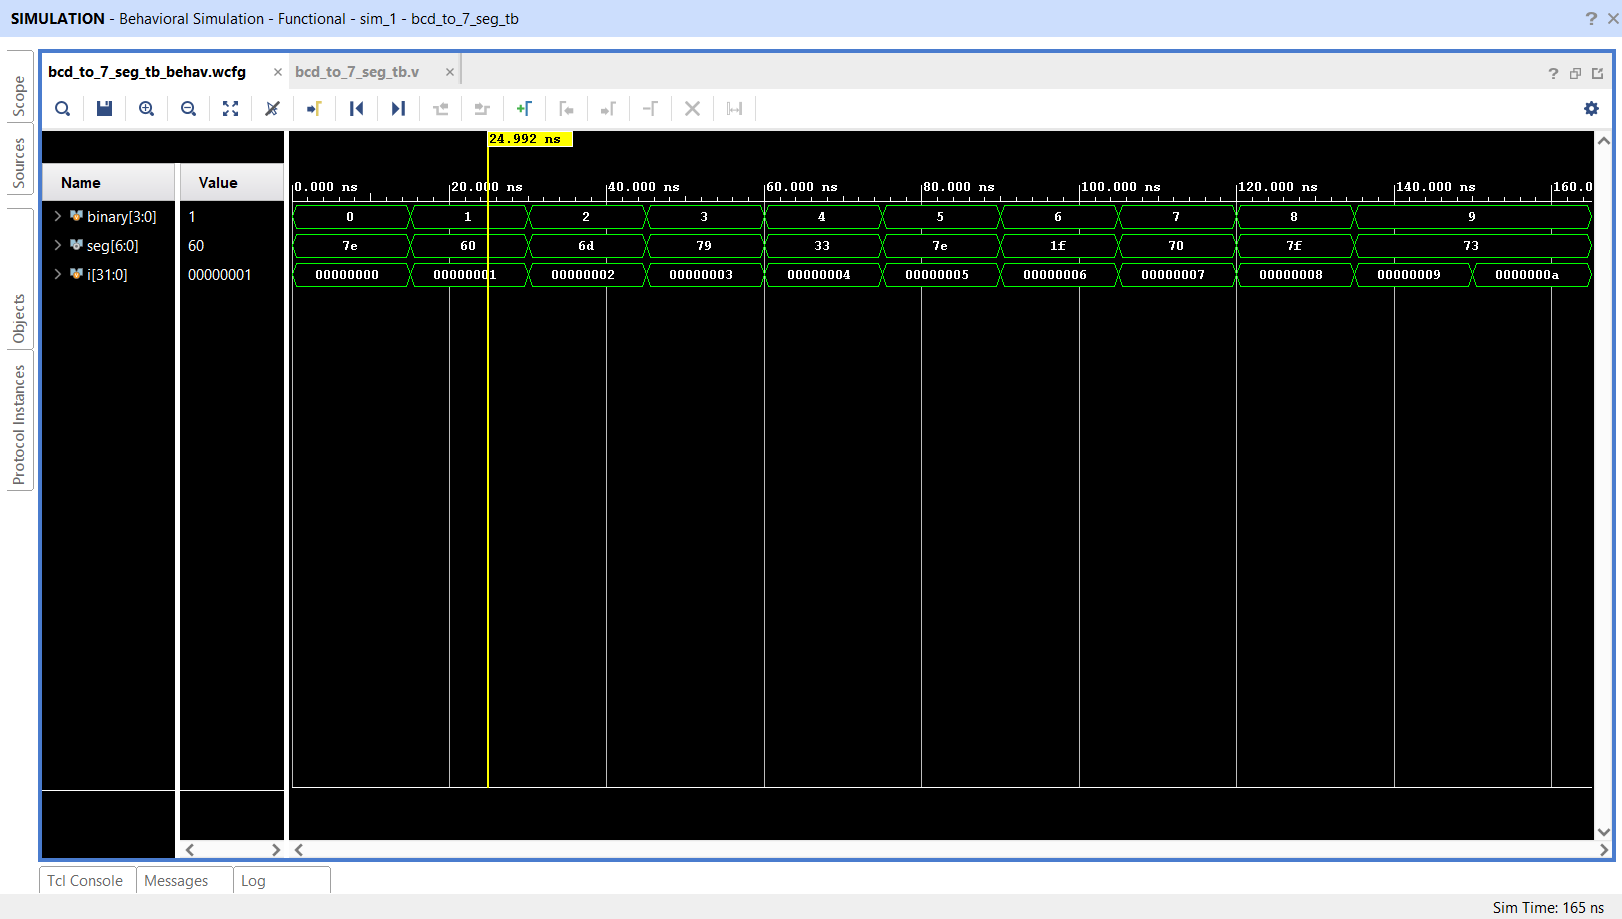 SIMULATION - Behavioral Simulation - Functional - sim_1 - bcd_to_7_seg_tb
Scope
Sources
Objects
Protocol Instances
bcd_to_7_seg_tb_behav.wcfg
bcd_to_7_seg_tb.v
24.992 ns
Name Value
0.000 ns 20.000 ns 40.000 ns 60.000 ns 80.000 ns 100.000 ns 120.000 ns 140.000 ns 160.0
binary[3:0] 1 0 1 2 3 4 5 6 7 8 9
seg[6:0] 60 7e 60 6d 79 33 7e 1f 70 7f 73
i[31:0] 00000001 00000000 00000001 00000002 00000003 00000004 00000005 00000006 00000007 00000008 00000009 0000000a
Tcl Console Messages Log
Sim Time: 165 ns